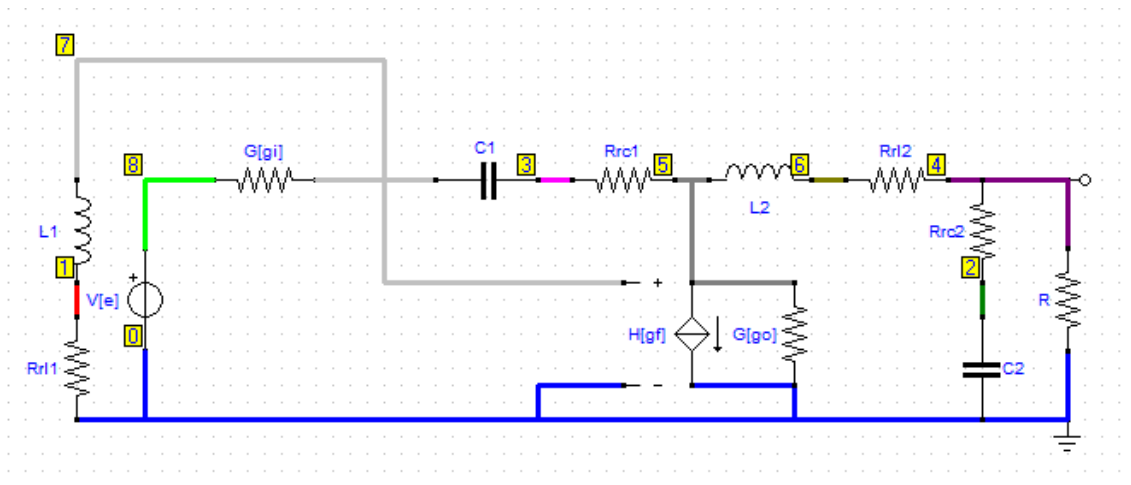 7
8 G[gi] C1 3 Rrc1 5 6 Rrl2 4
L1 L2 Rrc2
1 2
V[e] + R
0 + H[gf] G[go]
Rrl1 - C2